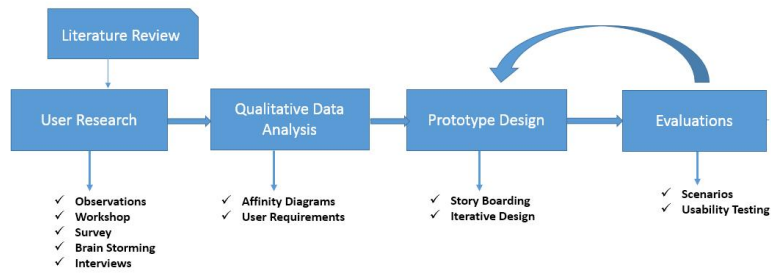 Literature Review
User Research
Qualitative Data
Analysis
Prototype Design
Evaluations
✓ Observations
✓ Workshop
✓ Survey
✓ Brain Storming
✓ Interviews
✓ Affinity Diagrams
✓ User Requirements
✓ Story Boarding
✓ Iterative Design
✓ Scenarios
✓ Usability Testing